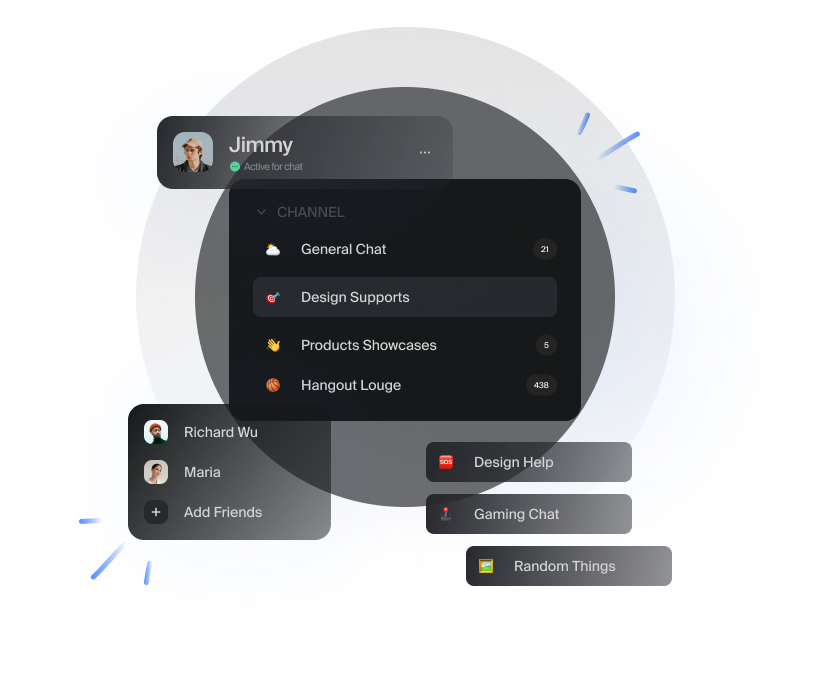 Jimmy
...
Active for chat
CHANNEL
General Chat 21
Design Supports
Products Showcases 5
Hangout Louge 438
Richard Wu
Maria
+ Add Friends
SOS Design Help
Gaming Chat
Random Things